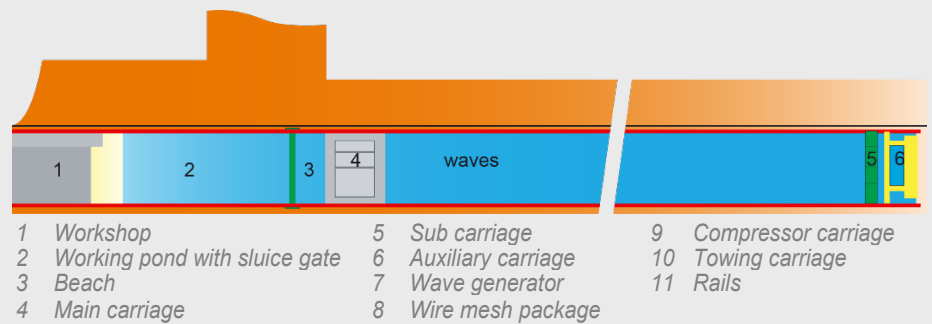 1 2 3 4 waves 5 6
1 Workshop
2 Working pond with sluice gate
3 Beach
4 Main carriage
5 Sub carriage
6 Auxiliary carriage
7 Wave generator
8 Wire mesh package
9 Compressor carriage
10 Towing carriage
11 Rails